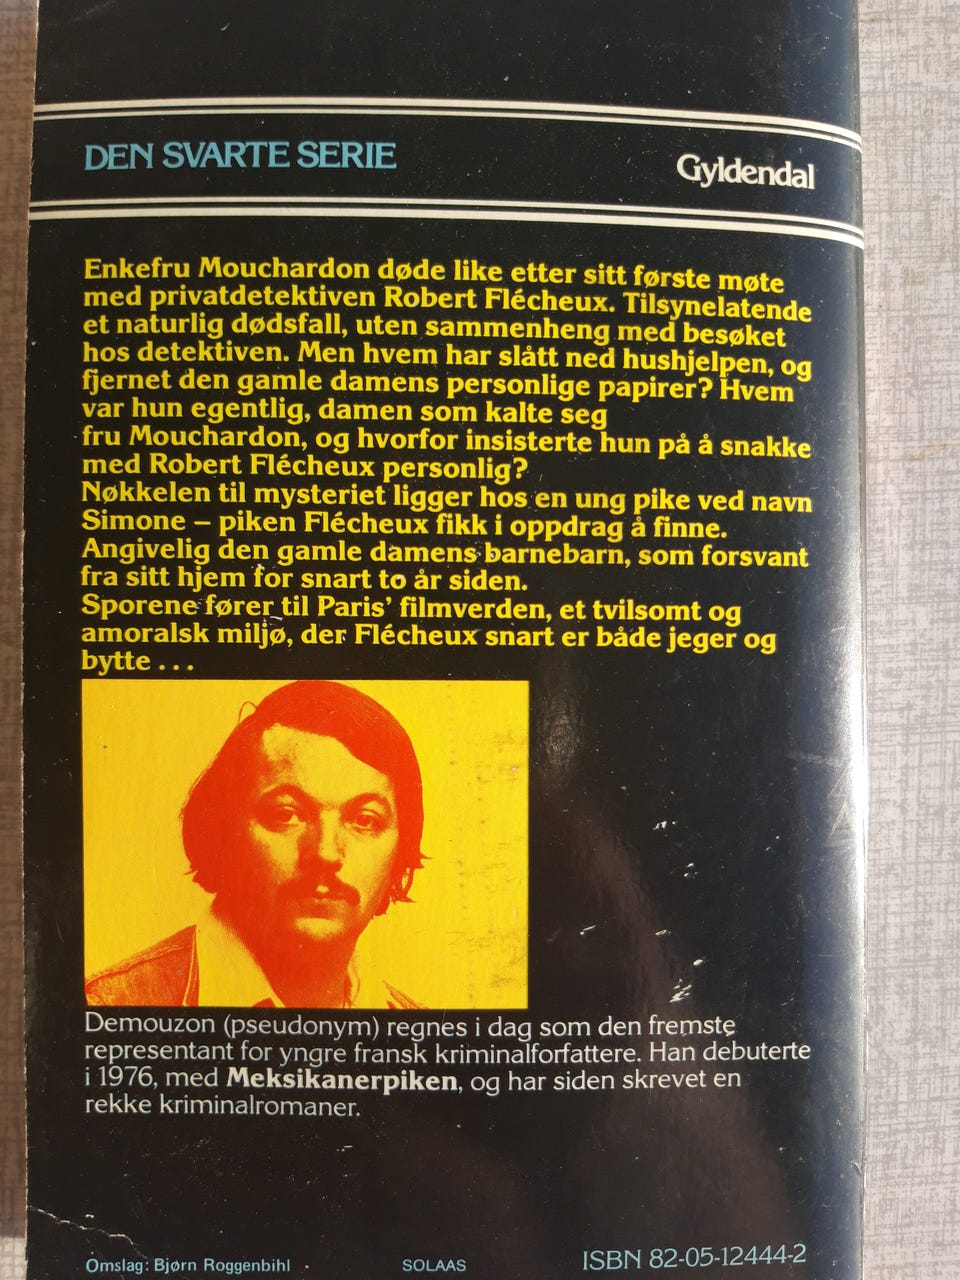 DEN SVARTE SERIE
Gyldendal
Enkefru Mouchardon døde like etter sitt første møte
med privatdetektiven Robert Flécheux. Tilsynelatende
et naturlig dødsfall, uten sammenheng med besøket
hos detektiven. Men hvem har slått ned hushjelpen, og
fjernet den gamle damens personlige papirer? Hvem
var hun egentlig, damen som kalte seg
fru Mouchardon, og hvorfor insisterte hun på å snakke
med Robert Flécheux personlig?
Nøkkelen til mysteriet ligger hos en ung pike ved navn
Simone – piken Flécheux fikk i oppdrag å finne.
Angivelig den gamle damens barnebarn, som forsvant
fra sitt hjem for snart to år siden.
Sporene fører til Paris’ filmverden, et tvilsomt og
amoralsk miljø, der Flécheux snart er både jeger og
bytte ...
Demouzon (pseudonym) regnes i dag som den fremste
representant for yngre fransk kriminalforfattere. Han debuterte
i 1976, med Meksikanerpiken, og har siden skrevet en
rekke kriminalromaner.
Omslag: Bjørn Roggenbihl
SOLAAS
ISBN 82-05-12444-2